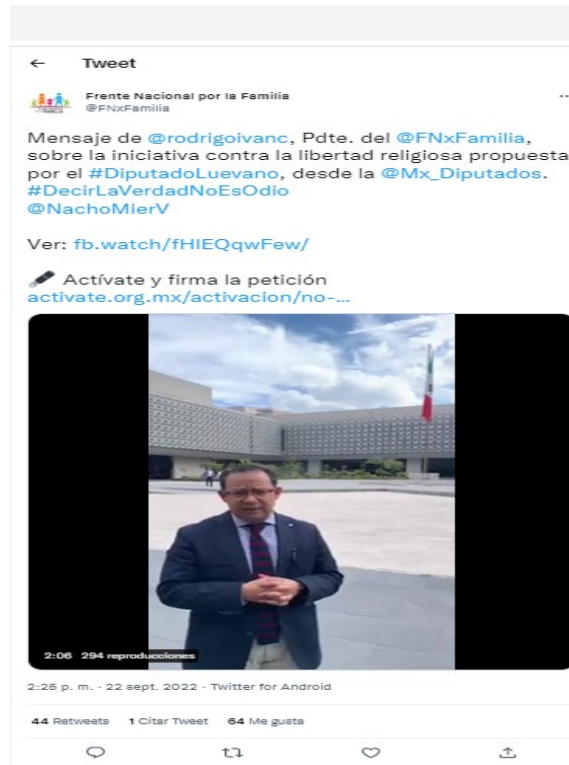 ← Tweet
Frente Nacional por la Familia
@FNxFamilia
Mensaje de @rodrigoivanc, Pdte. del @FNxFamilia,
sobre la iniciativa contra la libertad religiosa propuesta
por el #DiputadoLuevano, desde la @Mx_Diputados.
#DecirLaVerdadNoEsOdio
@NachoMierV
Ver: fb.watch/fHIEQqwFew/
Actívate y firma la petición
activate.org.mx/activacion/no-...
2:06 294 reproducciones
2:25 p. m. · 22 sept. 2022 · Twitter for Android
44 Retweets 1 Citar Tweet 64 Me gusta